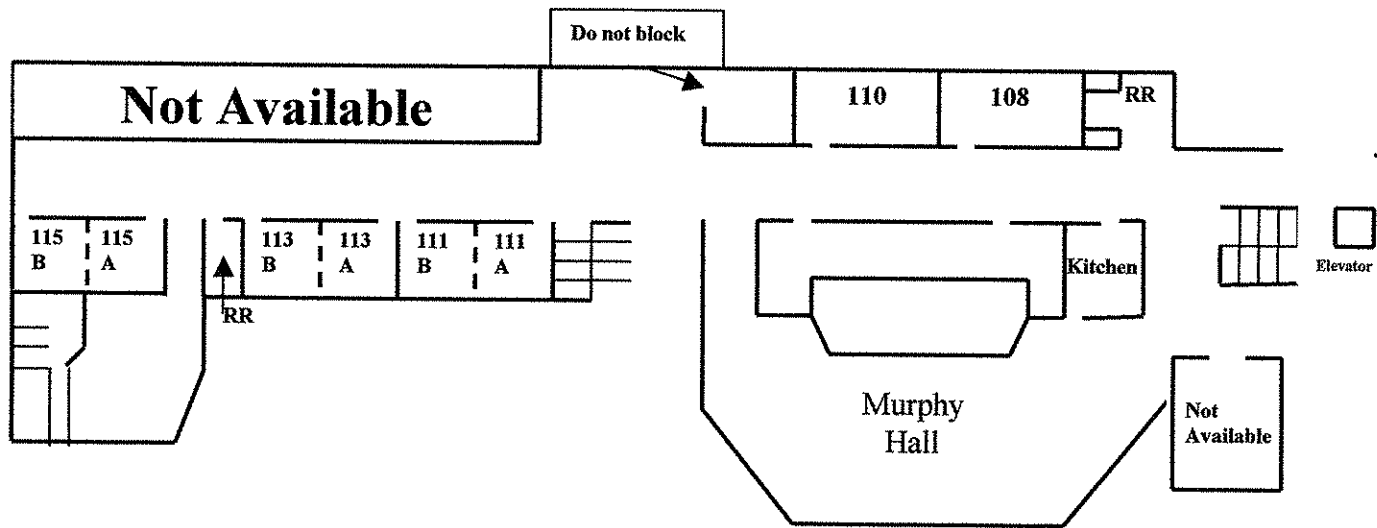 Do not block
Not Available
110
108
RR
115
B
115
A
113
B
113
A
111
B
111
A
Kitchen
Elevator
RR
Murphy
Hall
Not
Available